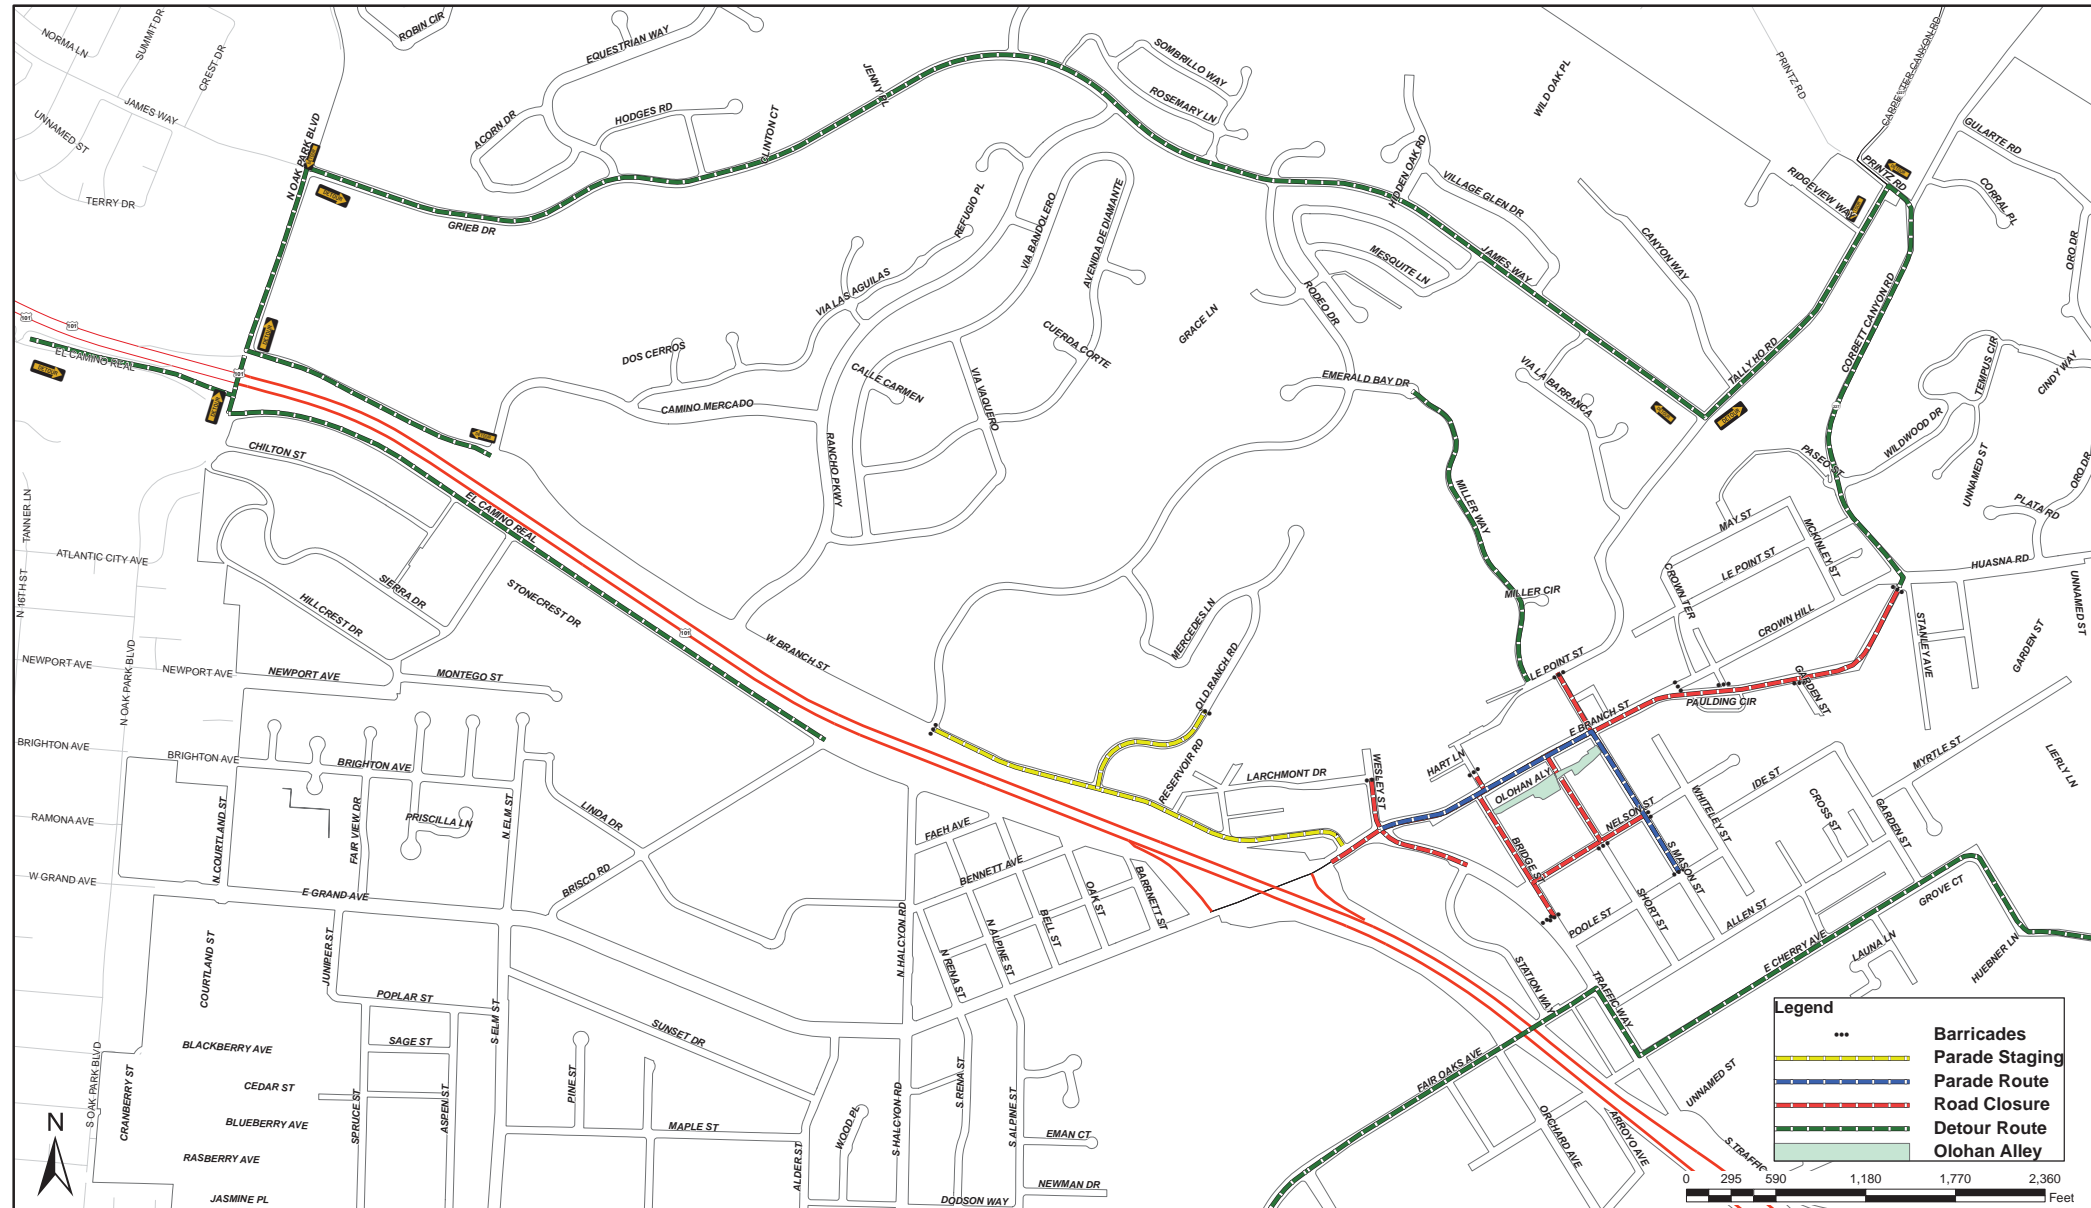 ROBIN CIR
NORMA LN
SUMMIT DR
CREST DR
EQUESTRIAN WAY
SOMBRILLO WAY
WILD OAK PL
PRINTZ RD
CARPENTER CANYON RD
JENNY PL
JAMES WAY
UNNAMED ST
N OAK PARK BLVD
ACORN DR
HODGES RD
CLINTON CT
ROSEMARY LN
GULARTE RD
HIDDEN OAK RD
VILLAGE GLEN DR
RIDGEVIEW WAY
PRINTZ RD
CORRAL PL
TERRY DR
DETOUR
GRIEB DR
REFUGIO PL
VIA BANDOLERO
AVENIDA DE DIAMANTE
MESQUITE LN
JAMES WAY
CANYON WAY
ORO DR
VIA LAS AGUILAS
RODEO DR
CORBETT CANYON RD
101
101
EL CAMINO REAL
DETOUR
DETOUR
101
DOS CERROS
CUERDA CORTE
GRACE LN
TALLY HO RD
TEMPUS CIR
CINDY WAY
CALLE CARMEN
VIA VAQUERO
EMERALD BAY DR
VIA LA BARRANCA
CAMINO MERCADO
DETOUR
DETOUR
DETOUR
WILDWOOD DR
CHILTON ST
RANCHO PKWY
PASEO ST
UNNAMED ST
ORO DR
TANNER LN
EL CAMINO REAL
MILLER WAY
MAY ST
MCKINLEY ST
PLATA RD
ATLANTIC CITY AVE
LE POINT ST
HUASNA RD
N 16TH ST
SIERRA DR
HILLCREST DR
STONECREST DR
MILLER CIR
CROWN TER
CROWN HILL
UNNAMED ST
101
MERCEDES LN
STANLEY AVE
GARDEN ST
N OAK PARK BLVD
NEWPORT AVE
NEWPORT AVE
NEWPORT AVE
MONTEGO ST
W BRANCH ST
OLD RANCH RD
LE POINT ST
GARDEN ST
PAULDING CIR
E BRANCH ST
BRIGHTON AVE
BRIGHTON AVE
BRIGHTON AVE
RESERVOIR RD
LARCHMONT DR
WESLEY ST
HART LN
OLOHAN ALY
MYRTLE ST
LIERLY LN
IDE ST
RAMONA AVE
N COURTLAND ST
FAIR VIEW DR
PRISCILLA LN
N ELM ST
LINDA DR
FAEH AVE
NELSON ST
WHITELEY ST
CROSS ST
GARDEN ST
W GRAND AVE
E GRAND AVE
BRISCO RD
BENNETT AVE
OAK ST
BARRNETT ST
BRIDGE ST
S MASON ST
SHORT ST
POOLE ST
ALLEN ST
GROVE CT
COURTLAND ST
JUNIPER ST
N HALCYON RD
N RENA ST
N ALPINE ST
BELL ST
E CHERRY AVE
LAUNA LN
HUEBNER LN
STATION WAY
TRAFFIC WAY
POPLAR ST
S ELM ST
SUNSET DR
SAGE ST
BLACKBERRY AVE
CEDAR ST
BLUEBERRY AVE
RASBERRY AVE
JASMINE PL
S OAK PARK BLVD
CRANBERRY ST
SPRUCE ST
ASPEN ST
PINE ST
MAPLE ST
ALDER ST
WOOD PL
S HALCYON RD
S RENA ST
S ALPINE ST
EMAN CT
NEWMAN DR
DODSON WAY
FAIR OAKS AVE
ORCHARD AVE
ARROYO AVE
UNNAMED ST
S TRAFFIC
Legend
Barricades
Parade Staging
Parade Route
Road Closure
Detour Route
Olohan Alley
N
0 295 590 1,180 1,770 2,360
Feet